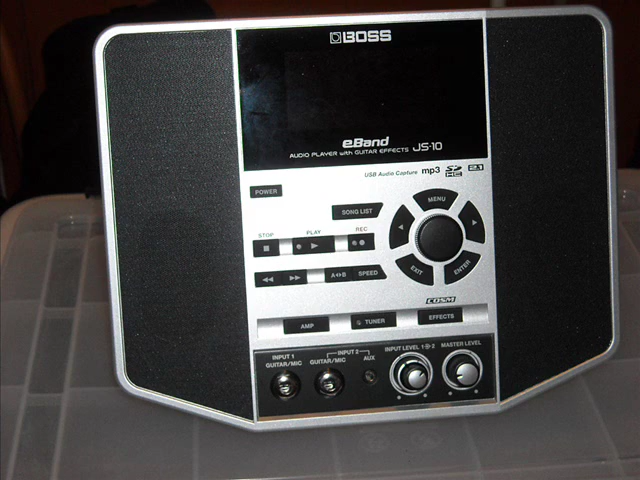 BOSS
eBand
AUDIO PLAYER with GUITAR EFFECTS JS-10
USB Audio Capture mp3 SD HC 2.1
POWER
SONG LIST
MENU
STOP PLAY REC
A⇔B SPEED
EXIT ENTER
COSM
AMP TUNER EFFECTS
INPUT 1 GUITAR/MIC
INPUT 2 GUITAR/MIC AUX
INPUT LEVEL 1 2
MASTER LEVEL